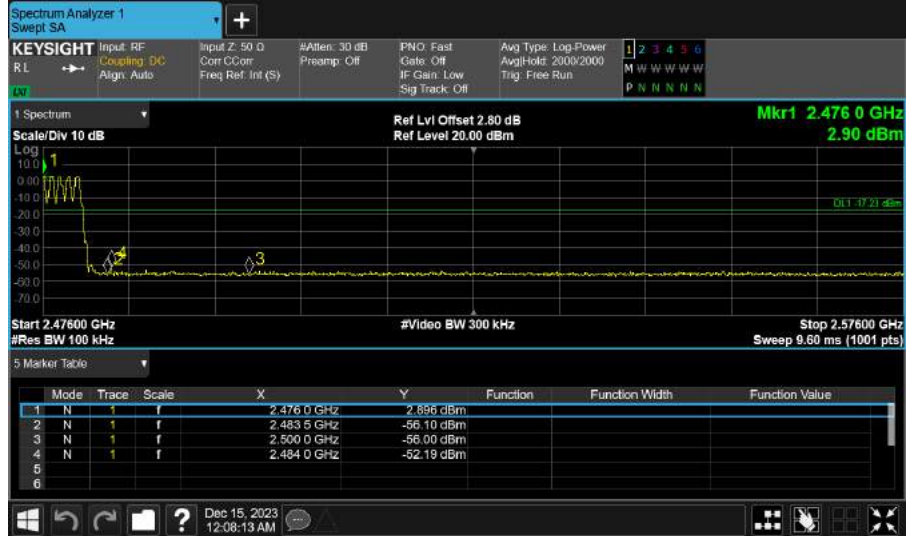 Spectrum Analyzer 1
Swept SA
+
KEYSIGHT Input: RF Input Z: 50 Ω #Atten: 30 dB PNO: Fast Avg Type: Log-Power 1 2 3 4 5 6
RL Coupling: DC Corr CCorr Preamp: Off Gate: Off Avg|Hold: 2000/2000 M W W W W W
Align: Auto Freq Ref: Int (S) IF Gain: Low Trig: Free Run
LXI Sig Track: Off P N N N N N
1 Spectrum Ref Lvl Offset 2.80 dB Mkr1 2.476 0 GHz
Scale/Div 10 dB Ref Level 20.00 dBm 2.90 dBm
Log
10.0 1
0.00
-10.0
DL1 -17.23 dBm
-20.0
-30.0
-40.0
-50.0 2 4 3
-60.0
-70.0
Start 2.47600 GHz #Video BW 300 kHz Stop 2.57600 GHz
#Res BW 100 kHz Sweep 9.60 ms (1001 pts)
5 Marker Table
Mode Trace Scale X Y Function Function Width Function Value
1 N 1 f 2.476 0 GHz 2.896 dBm
2 N 1 f 2.483 5 GHz -56.10 dBm
3 N 1 f 2.500 0 GHz -56.00 dBm
4 N 1 f 2.484 0 GHz -52.19 dBm
5
6
? Dec 15, 2023
12:08:13 AM